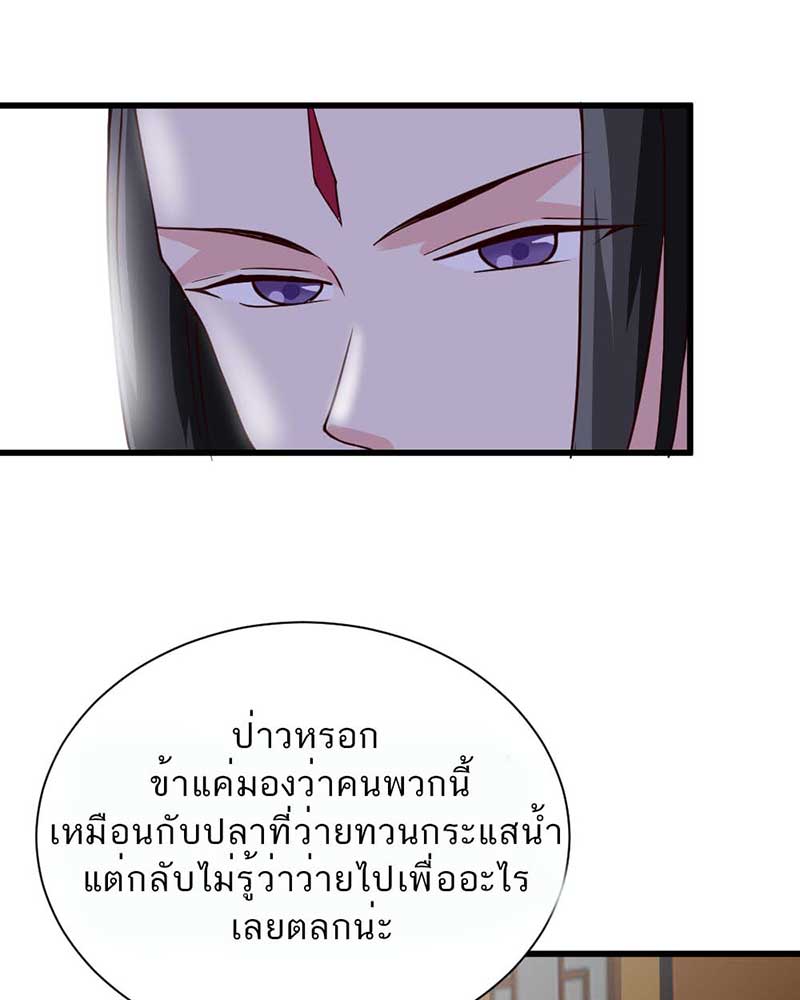 ป่าวหรอก
ข้าแค่มองว่าคนพวกนี้
เหมือนกับปลาที่ว่ายทวนกระแสน้ำ
แต่กลับไม่รู้ว่าว่ายไปเพื่ออะไร
เลยตลกน่ะ